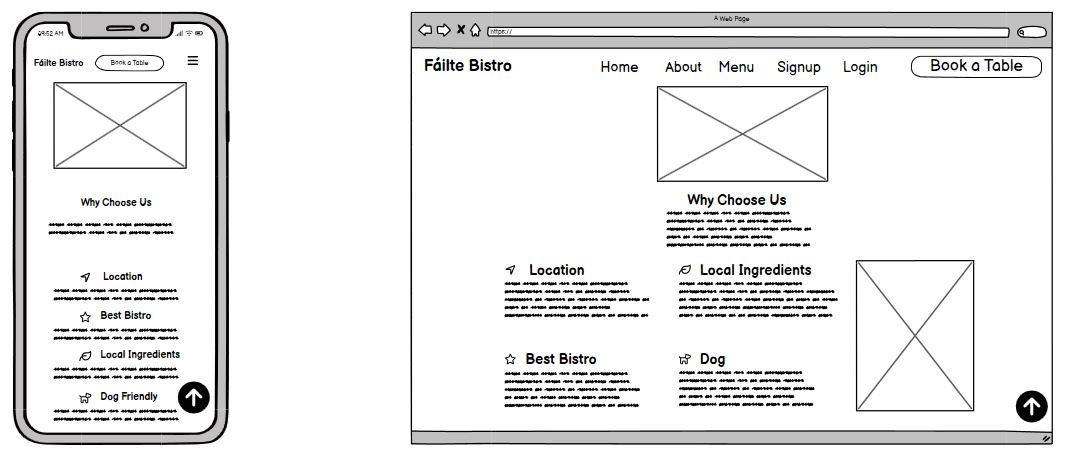 09:52 AM
Fáilte Bistro
Book a Table
Why Choose Us
Location
Best Bistro
Local Ingredients
Dog Friendly
A Web Page
https://
Fáilte Bistro
Home
About
Menu
Signup
Login
Book a Table
Why Choose Us
Location
Local Ingredients
Best Bistro
Dog